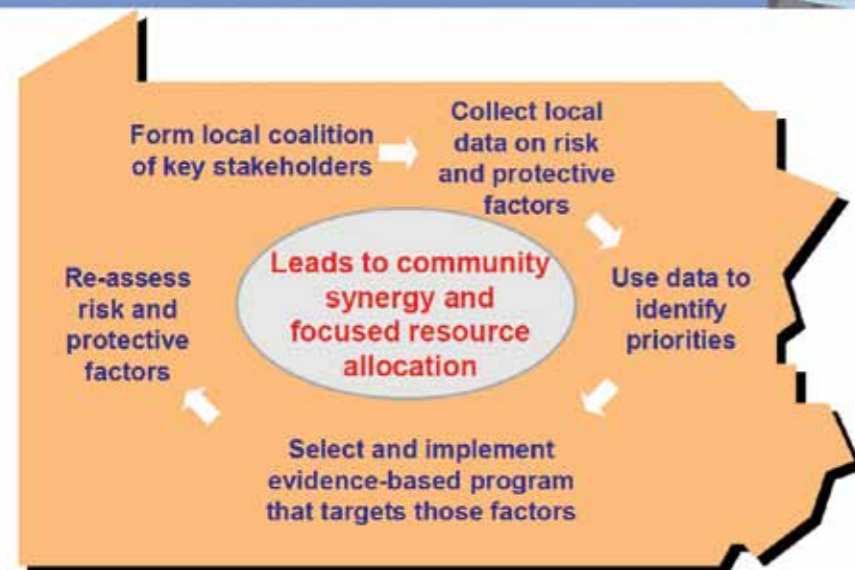 Form local coalition
of key stakeholders
Collect local
data on risk
and protective
factors
Use data to
identify
priorities
Select and implement
evidence-based program
that targets those factors
Re-assess
risk and
protective
factors
Leads to community
synergy and
focused resource
allocation